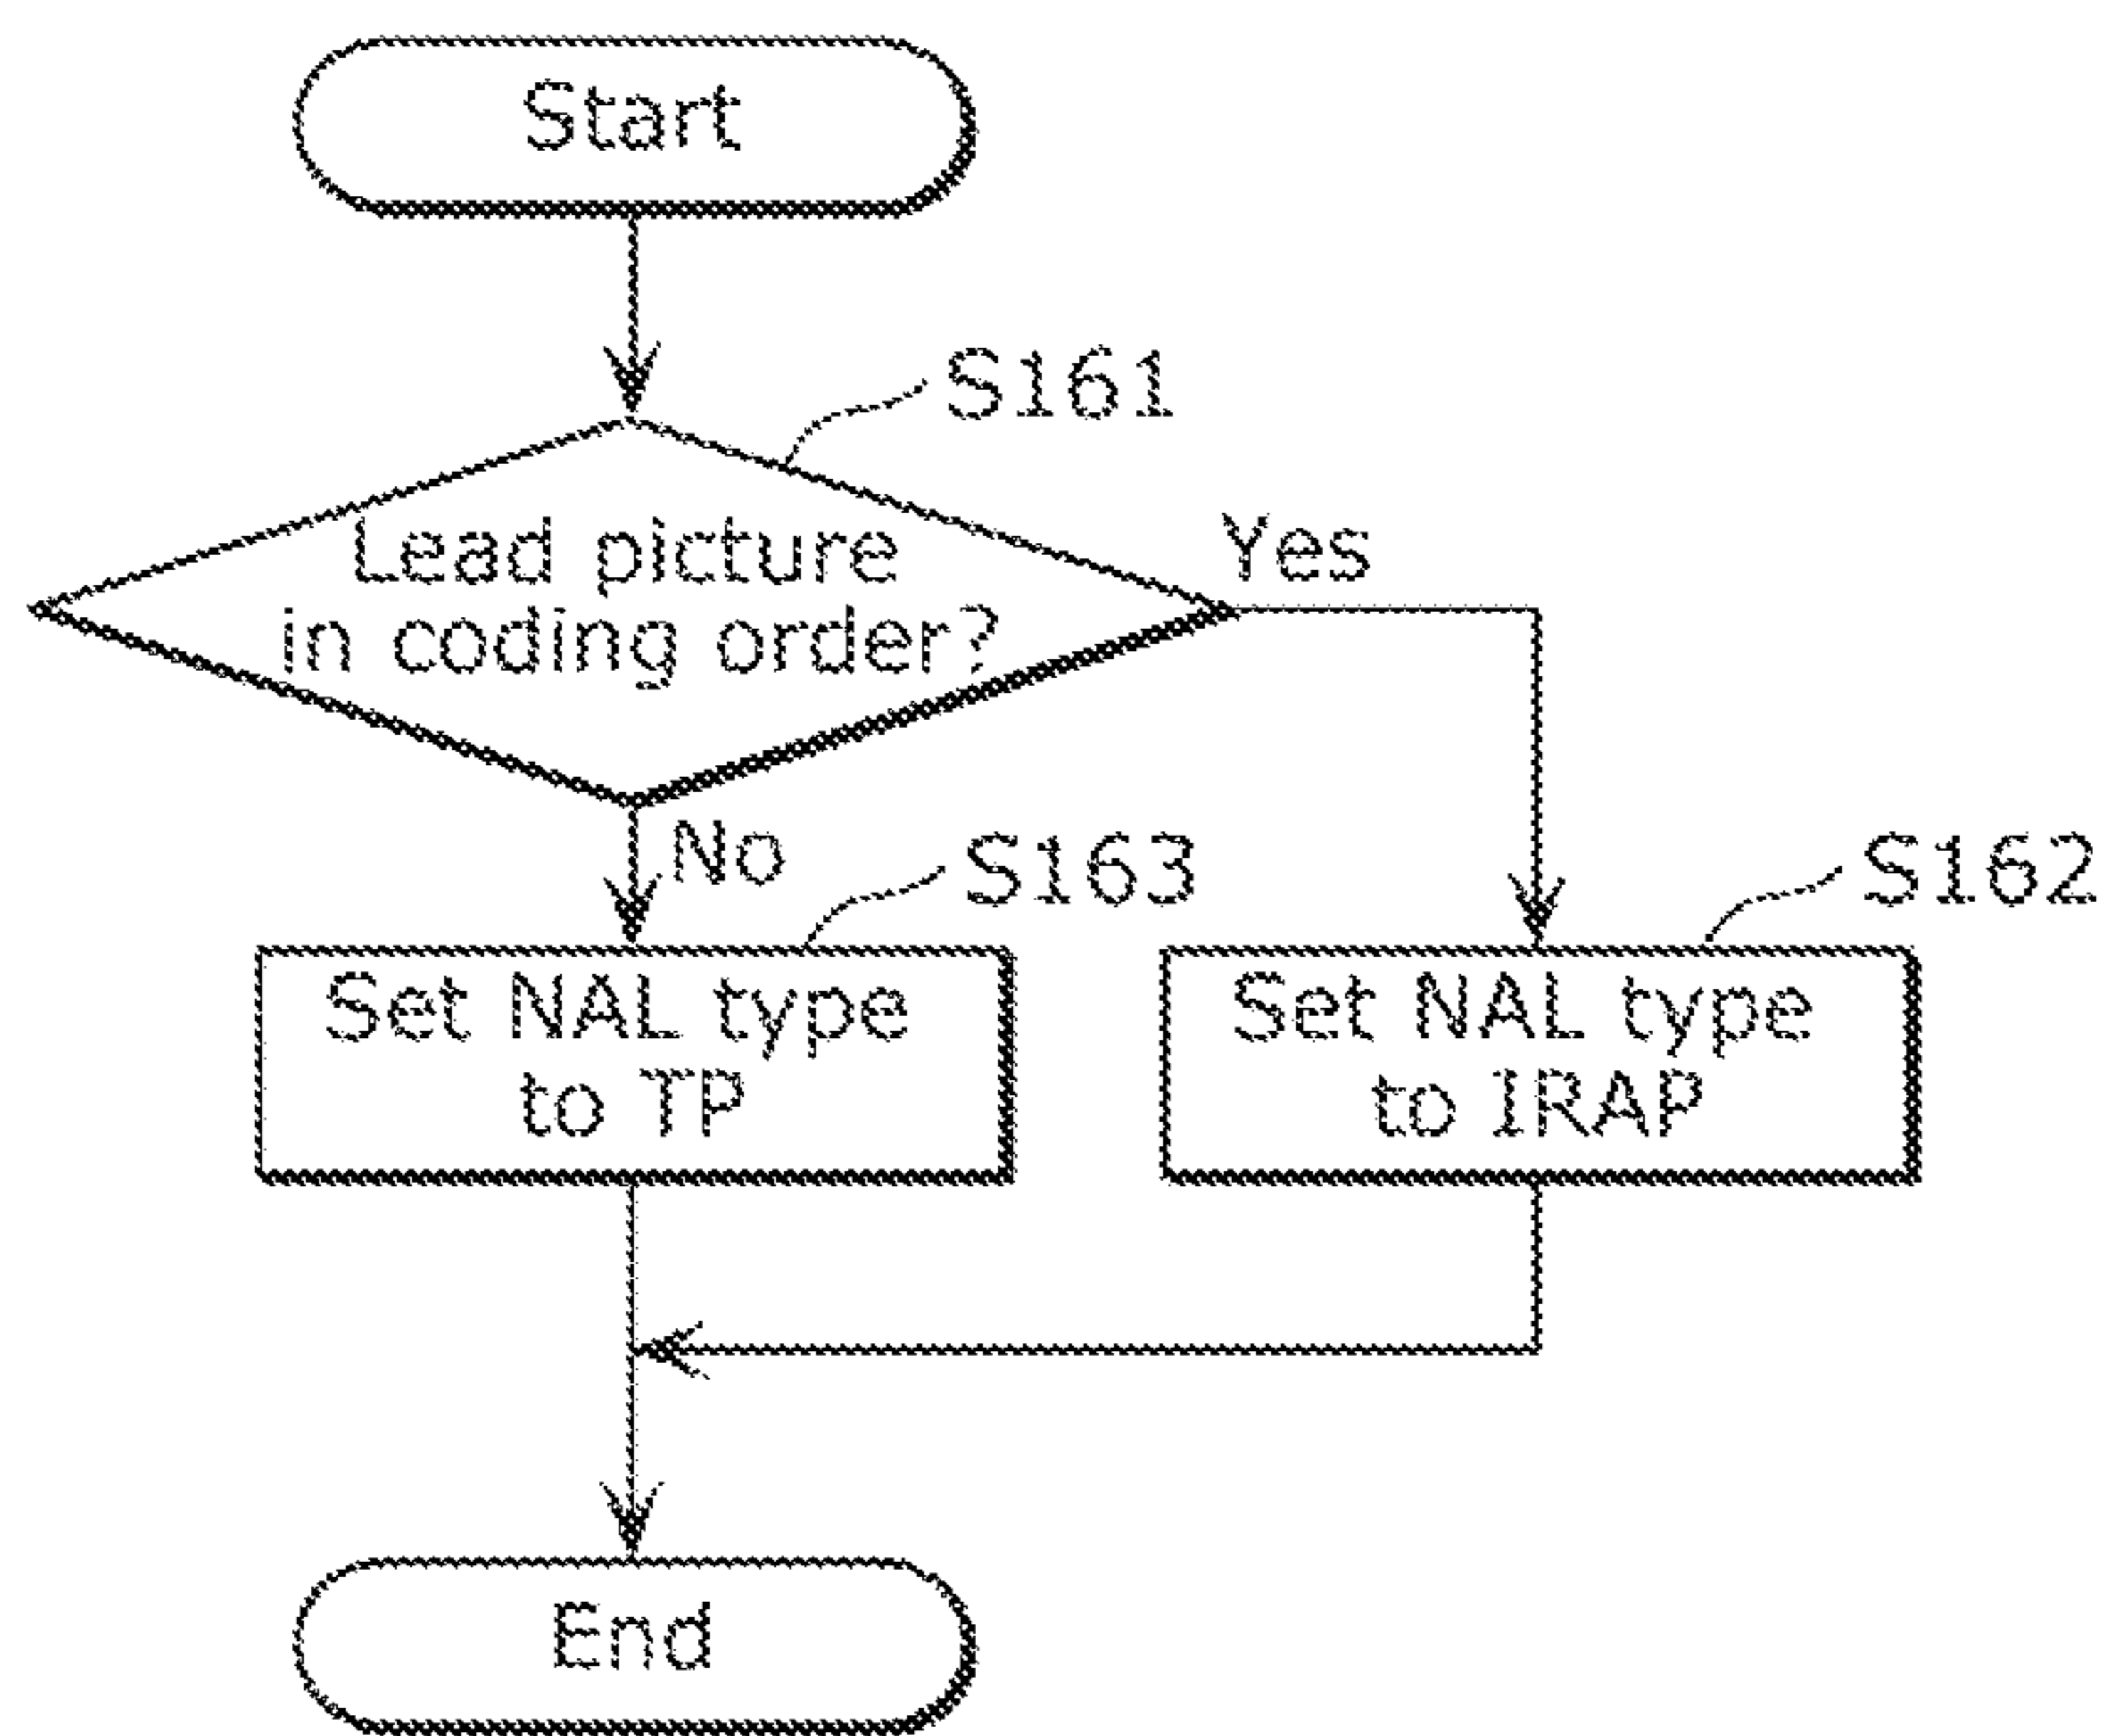 Start
S161
Lead picture
in coding order?
Yes
No
S163
S162
Set NAL type
to TP
Set NAL type
to IRAP
End